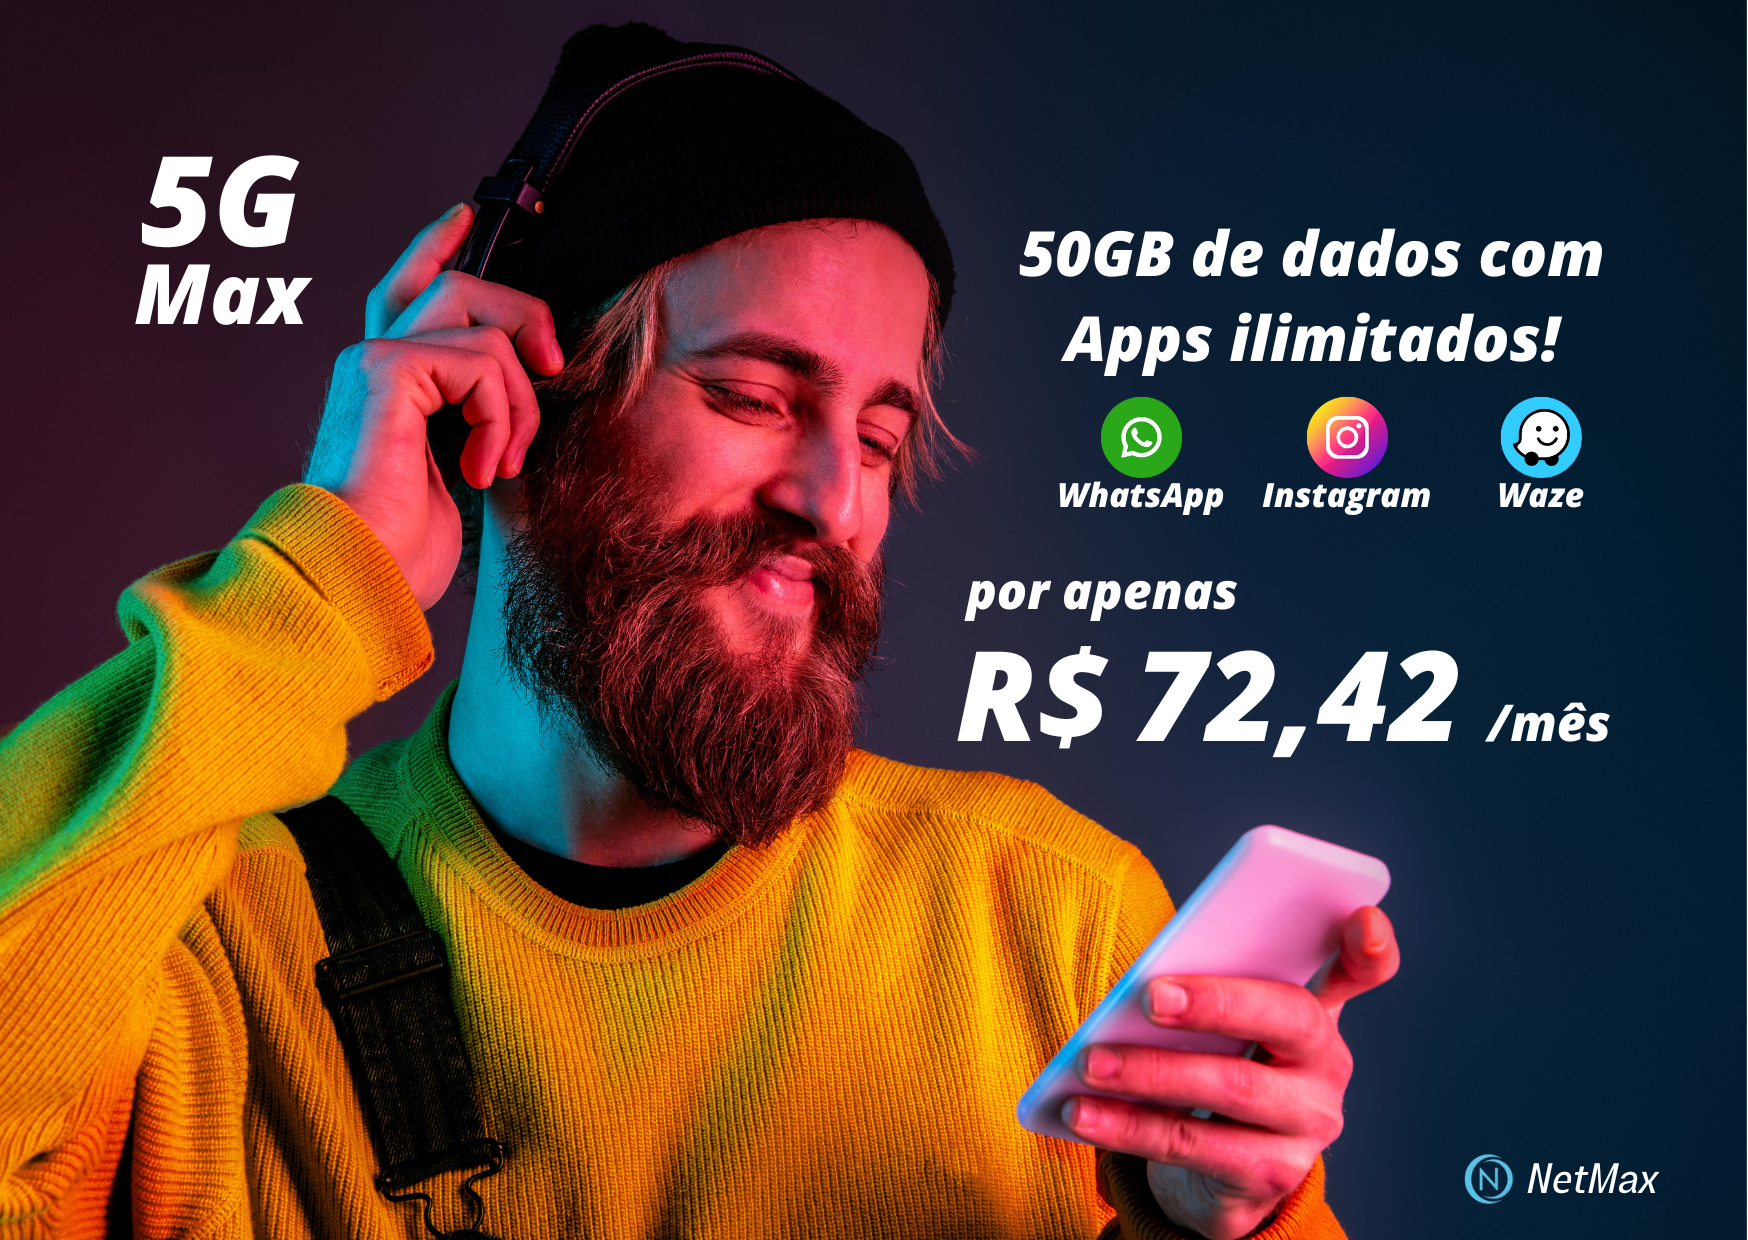 5G
Max
50GB de dados com
Apps ilimitados!
WhatsApp Instagram Waze
por apenas
R$ 72,42 /mês
N NetMax